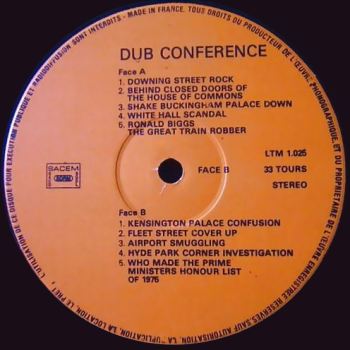 DUB CONFERENCE
Face A
1. DOWNING STREET ROCK
2. BEHIND CLOSED DOORS OF
THE HOUSE OF COMMONS
3. SHAKE BUCKINGHAM PALACE DOWN
4. WHITE HALL SCANDAL
5. RONALD BIGGS
THE GREAT TRAIN ROBBER
SACEM
FACE B
LTM 1.025
33 TOURS
STEREO
Face B
1. KENSINGTON PALACE CONFUSION
2. FLEET STREET COVER UP
3. AIRPORT SMUGGLING
4. HYDE PARK CORNER INVESTIGATION
5. WHO MADE THE PRIME
MINISTERS HONOUR LIST
OF 1976
MADE IN FRANCE. TOUS DROITS DU PRODUCTEUR DE L'ŒUVRE PHONOGRAPHIQUE, ET DU PROPRIETAIRE DE L'ŒUVRE ENREGISTREE RESERVES. SAUF AUTORISATION, LA DUPLICATION, LA LOCATION, LE PRET, L'UTILISATION DE CE DISQUE POUR EXECUTION PUBLIQUE ET RADIODIFFUSION SONT INTERDITS